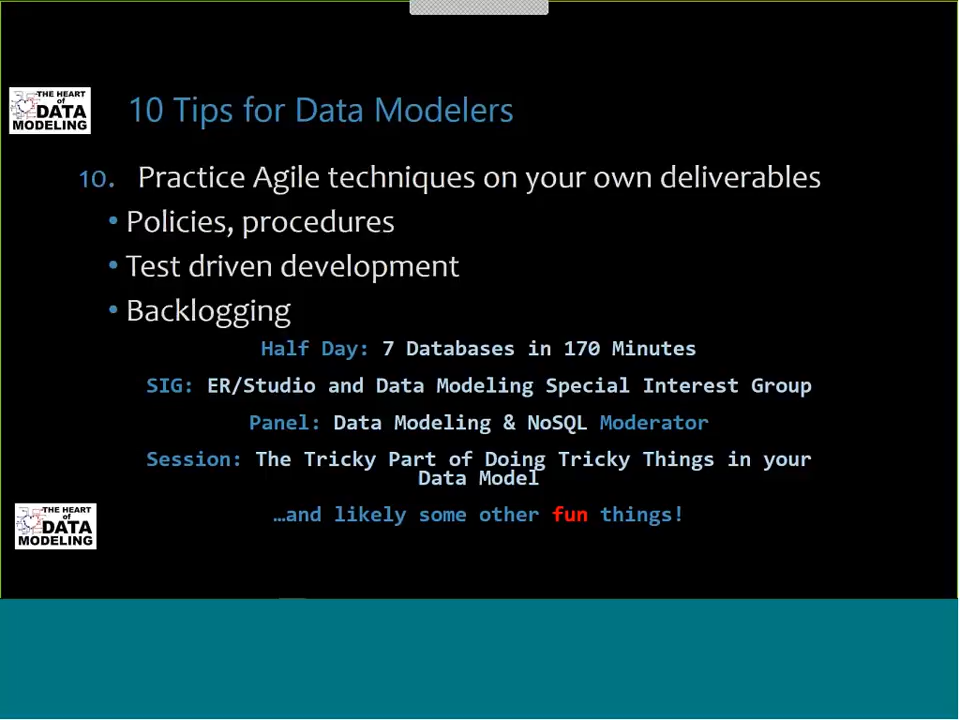 THE HEART
of
DATA
MODELING
10 Tips for Data Modelers
10. Practice Agile techniques on your own deliverables
• Policies, procedures
• Test driven development
• Backlogging
Half Day: 7 Databases in 170 Minutes
SIG: ER/Studio and Data Modeling Special Interest Group
Panel: Data Modeling & NoSQL Moderator
Session: The Tricky Part of Doing Tricky Things in your
Data Model
…and likely some other fun things!
THE HEART
of
DATA
MODELING